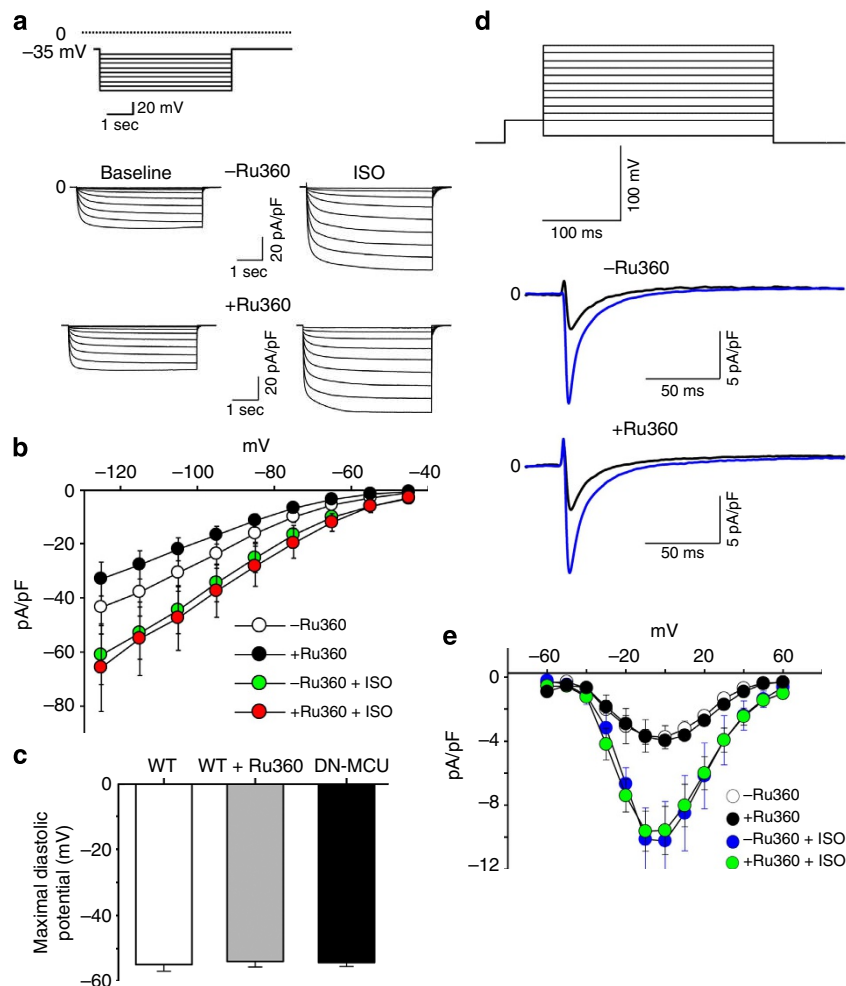 a
0
–35 mV
20 mV
1 sec
Baseline
–Ru360
ISO
0
20 pA/pF
1 sec
+Ru360
20 pA/pF
1 sec
b
mV
–120 –100 –80 –60 –40
0
–20
–40
–60
–80
pA/pF
–Ru360
+Ru360
–Ru360 + ISO
+Ru360 + ISO
c
WT WT + Ru360 DN-MCU
0
–20
–40
–60
Maximal diastolic
potential (mV)
d
100 mV
100 ms
–Ru360
0
5 pA/pF
50 ms
+Ru360
0
5 pA/pF
50 ms
e
mV
–60 –20 20 60
0
–4
–8
–12
pA/pF
–Ru360
+Ru360
–Ru360 + ISO
+Ru360 + ISO